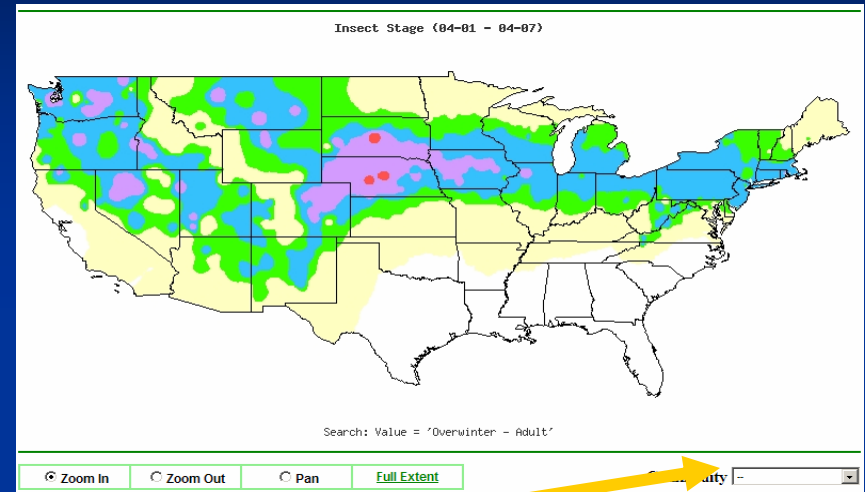 Insect Stage (04-01 - 04-07)
Search: Value = 'Overwinter - Adult'
Zoom In Zoom Out Pan Full Extent --